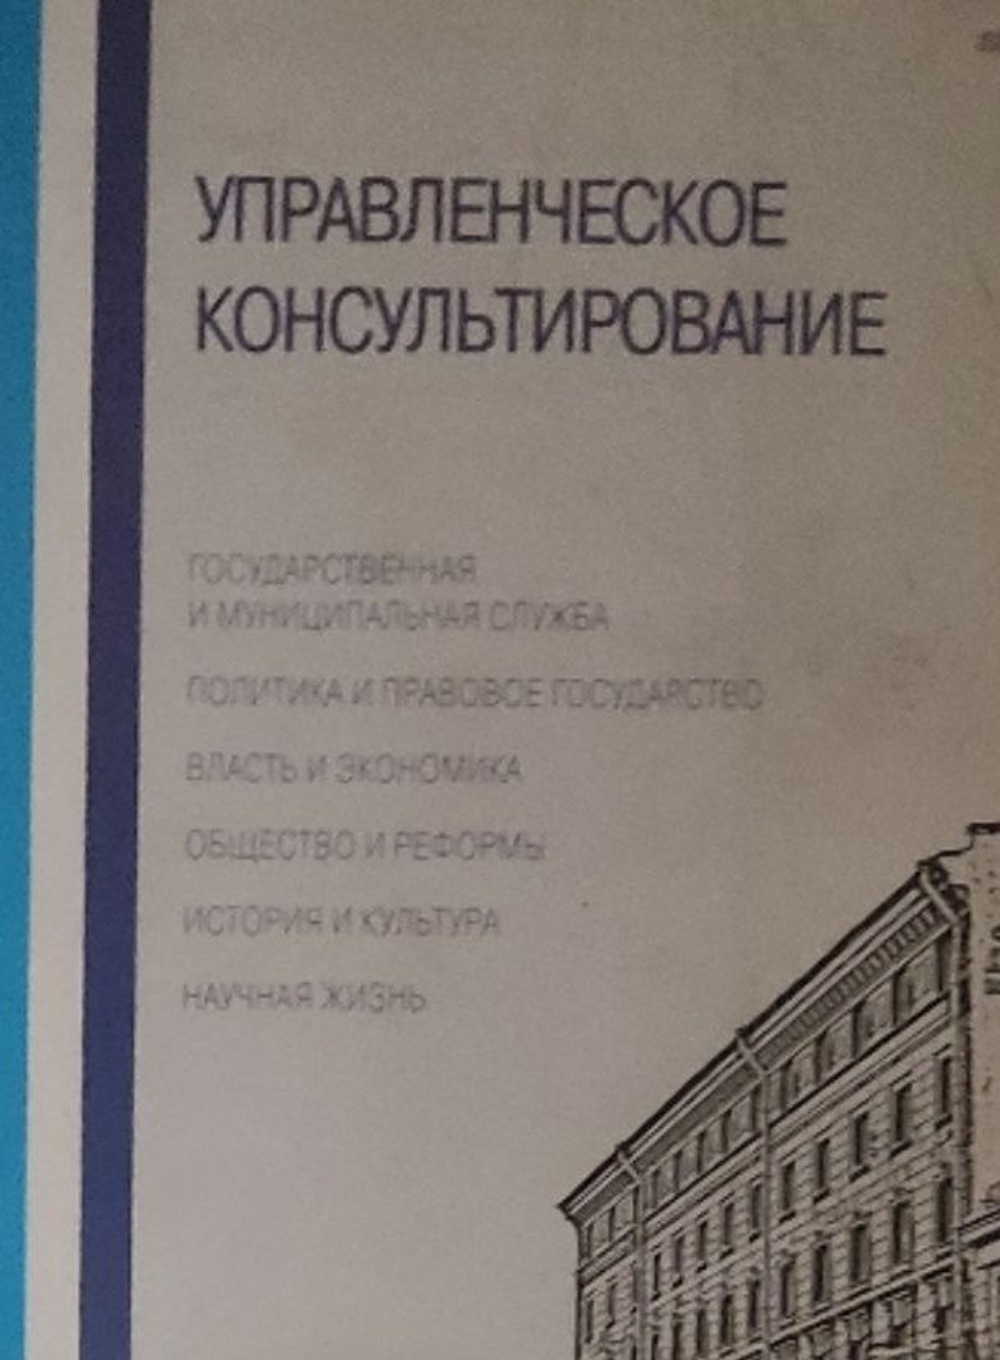 УПРАВЛЕНЧЕСКОЕ
КОНСУЛЬТИРОВАНИЕ
ГОСУДАРСТВЕННАЯ
И МУНИЦИПАЛЬНАЯ СЛУЖБА
ПОЛИТИКА И ПРАВОВОЕ ГОСУДАРСТВО
ВЛАСТЬ И ЭКОНОМИКА
ОБЩЕСТВО И РЕФОРМЫ
ИСТОРИЯ И КУЛЬТУРА
НАУЧНАЯ ЖИЗНЬ